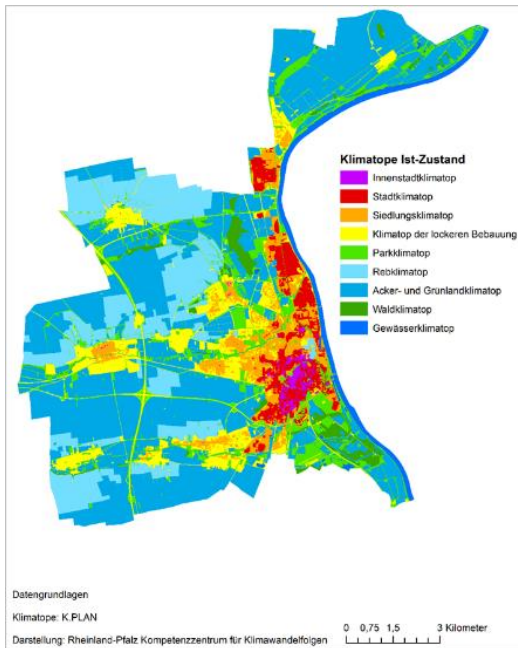 Klimatope Ist-Zustand
Innenstadtklimatop
Stadtklimatop
Siedlungsklimatop
Klimatop der lockeren Bebauung
Parkklimatop
Rebklimatop
Acker- und Grünlandklimatop
Waldklimatop
Gewässerklimatop
Datengrundlagen
Klimatope: K.PLAN
Darstellung: Rheinland-Pfalz Kompetenzzentrum für Klimawandelfolgen
0 0,75 1,5 3 Kilometer